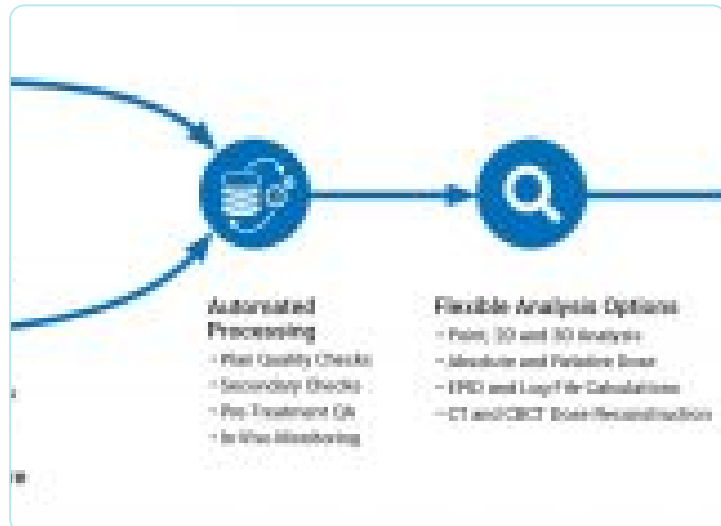 Automated
Processing
- Plan Quality Checks
- Secondary Checks
- Pre-Treatment QA
- In Vivo Monitoring
Flexible Analysis Options
- Point, 2D and 3D Analysis
- Absolute and Relative Dose
- EPID and Log File Calculations
- CT and CBCT Dose Reconstruction